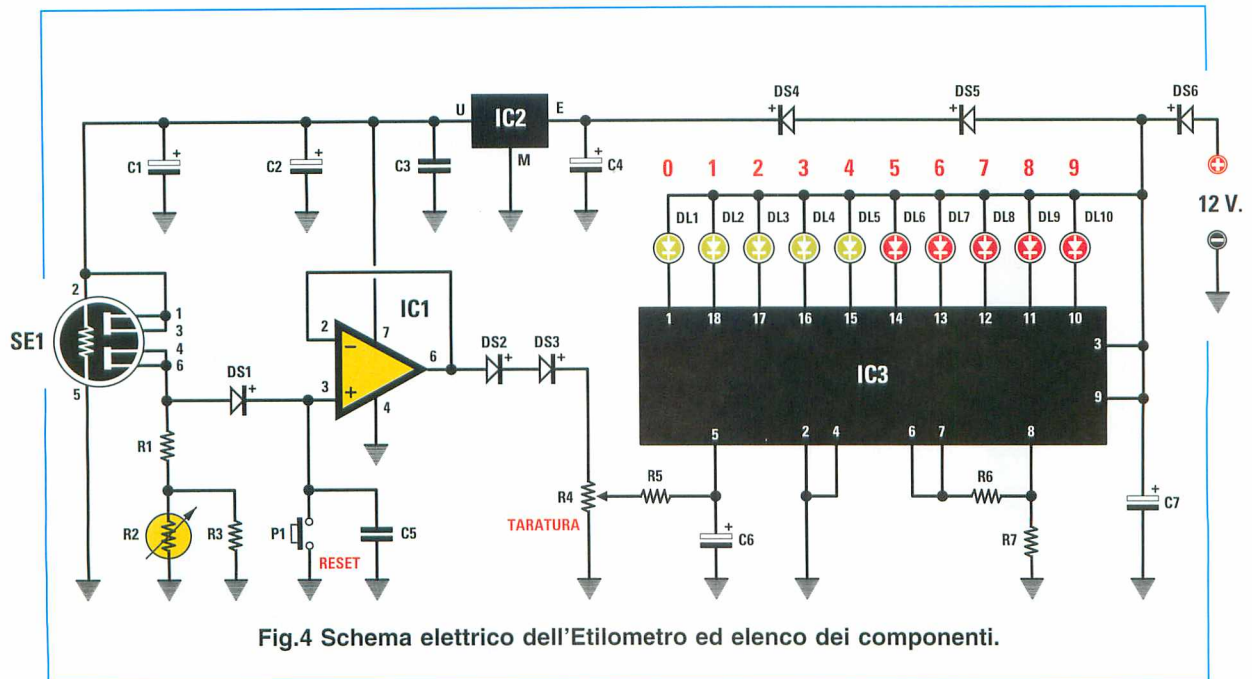 DS4 DS5 DS6
U IC2 E
M
C1 + C2 + C3 C4 +
0 1 2 3 4 5 6 7 8 9
12 V.
DL1 DL2 DL3 DL4 DL5 DL6 DL7 DL8 DL9 DL10
SE1
2 1 3 4 6 5
DS1
IC1
2 7 6 3 4
DS2 DS3
1 18 17 16 15 14 13 12 11 10
IC3
3
9
5 2 4 6 7 8
R1
R2 R3
P1
RESET
C5
R4
TARATURA
R5
C6 +
R6
R7
C7 +
Fig.4 Schema elettrico dell'Etilometro ed elenco dei componenti.